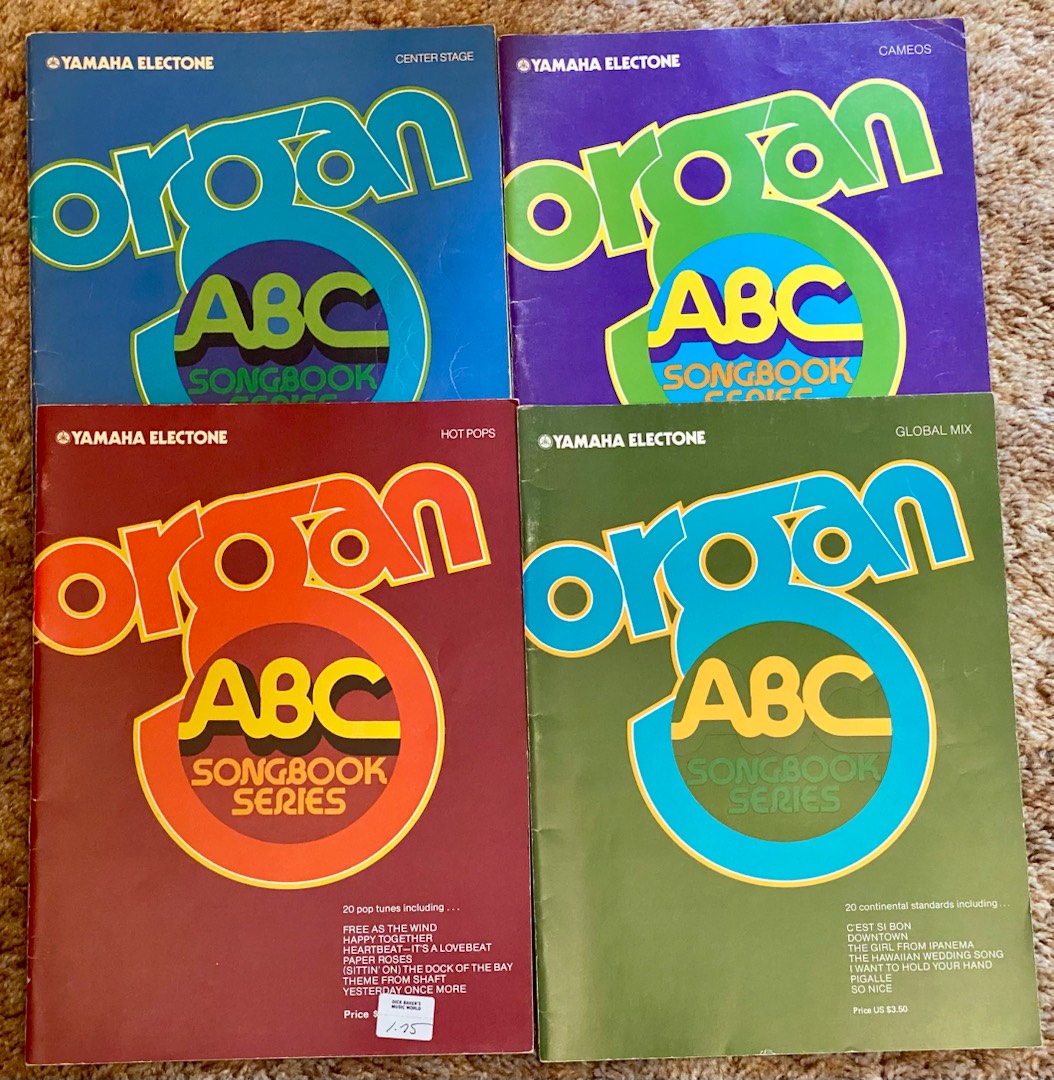 YAMAHA ELECTONE
CENTER STAGE
organ
ABC
SONGBOOK
SERIES
YAMAHA ELECTONE
CAMEOS
organ
ABC
SONGBOOK
SERIES
YAMAHA ELECTONE
HOT POPS
organ
ABC
SONGBOOK
SERIES
20 pop tunes including . . .
FREE AS THE WIND
HAPPY TOGETHER
HEARTBEAT—IT'S A LOVEBEAT
PAPER ROSES
(SITTIN' ON) THE DOCK OF THE BAY
THEME FROM SHAFT
YESTERDAY ONCE MORE
Price $
DICK BAKER'S
MUSIC WORLD
1.75
YAMAHA ELECTONE
GLOBAL MIX
organ
ABC
SONGBOOK
SERIES
20 continental standards including . . .
C'EST SI BON
DOWNTOWN
THE GIRL FROM IPANEMA
THE HAWAIIAN WEDDING SONG
I WANT TO HOLD YOUR HAND
PIGALLE
SO NICE
Price US $3.50